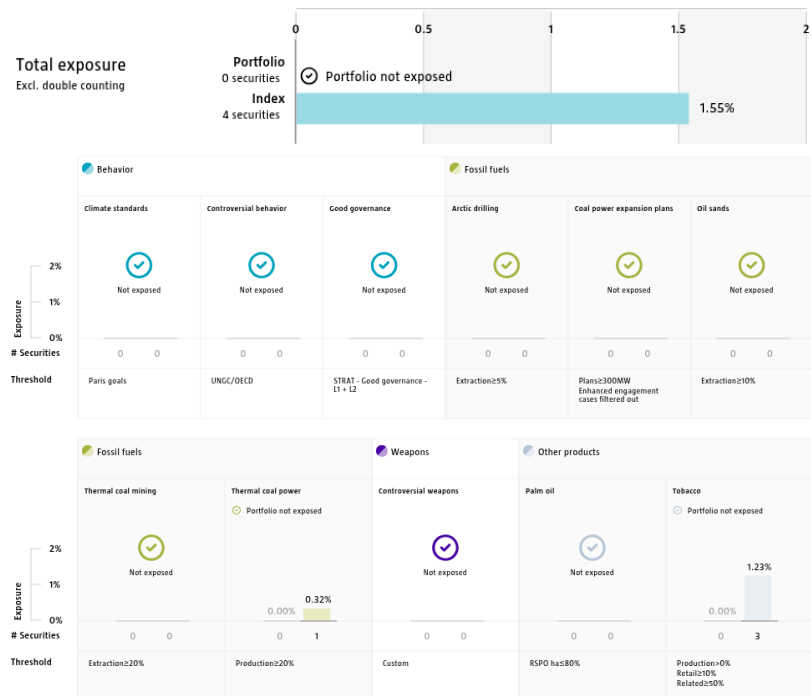 0 0.5 1 1.5 2
Total exposure
Excl. double counting
Portfolio
0 securities
Portfolio not exposed
Index
4 securities
1.55%
Behavior
Fossil fuels
Climate standards
Controversial behavior
Good governance
Arctic drilling
Coal power expansion plans
Oil sands
Exposure
2%
1%
0%
Not exposed
Not exposed
Not exposed
Not exposed
Not exposed
Not exposed
# Securities
0 0
0 0
0 0
0 0
0 0
0 0
Threshold
Paris goals
UNGC/OECD
STRAT - Good governance -
L1 + L2
Extraction≥5%
Plans≥300MW
Enhanced engagement
cases filtered out
Extraction≥10%
Fossil fuels
Weapons
Other products
Thermal coal mining
Thermal coal power
Portfolio not exposed
Controversial weapons
Palm oil
Tobacco
Portfolio not exposed
Exposure
2%
1%
0%
Not exposed
0.00%
0.32%
Not exposed
Not exposed
0.00%
1.23%
# Securities
0 0
0 1
0 0
0 0
0 3
Threshold
Extraction≥20%
Production≥20%
Custom
RSPO ha≤80%
Production>0%
Retail≥10%
Related≥50%